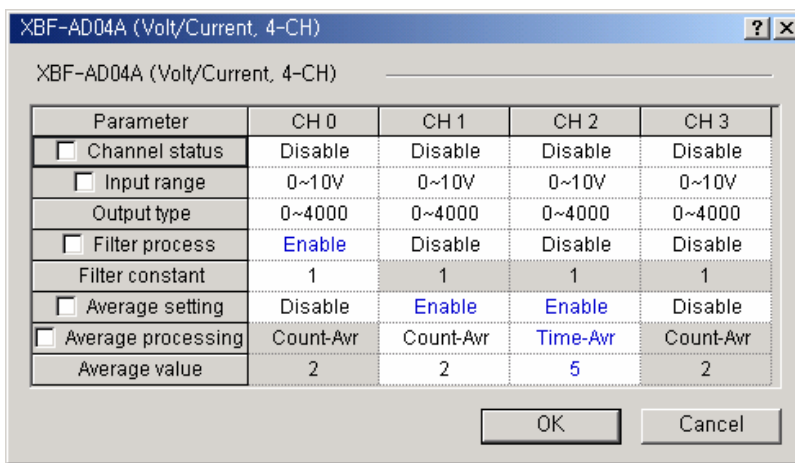 XBF-AD04A (Volt/Current, 4-CH)
XBF-AD04A (Volt/Current, 4-CH)
Parameter CH 0 CH 1 CH 2 CH 3
Channel status Disable Disable Disable Disable
Input range 0~10V 0~10V 0~10V 0~10V
Output type 0~4000 0~4000 0~4000 0~4000
Filter process Enable Disable Disable Disable
Filter constant 1 1 1 1
Average setting Disable Enable Enable Disable
Average processing Count-Avr Count-Avr Time-Avr Count-Avr
Average value 2 2 5 2
OK Cancel